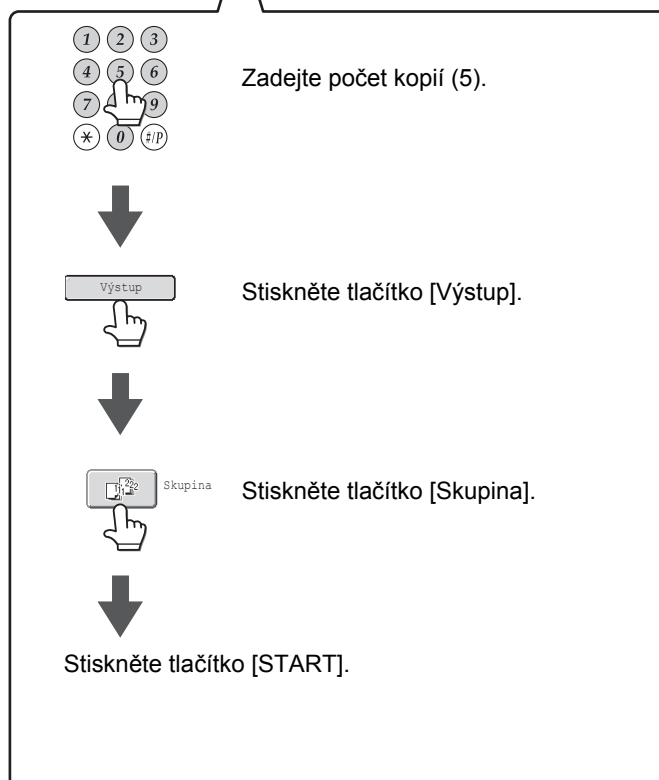 1 2 3
4 5 6
7 9
* 0 #/P
Zadejte počet kopií (5).
Výstup
Stiskněte tlačítko [Výstup].
Skupina
Stiskněte tlačítko [Skupina].
Stiskněte tlačítko [START].